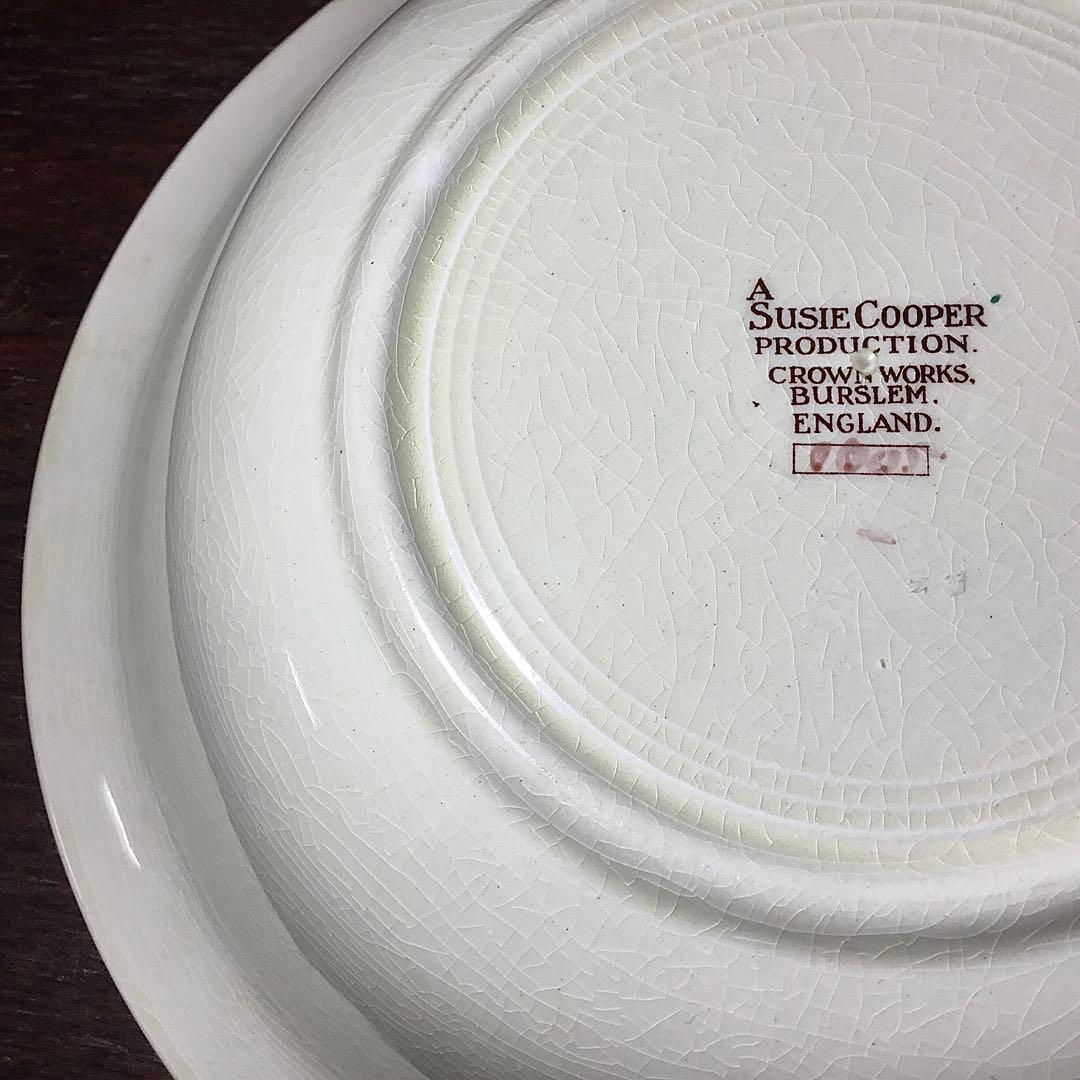 A
SUSIE COOPER
PRODUCTION.
CROWN WORKS,
BURSLEM.
ENGLAND.